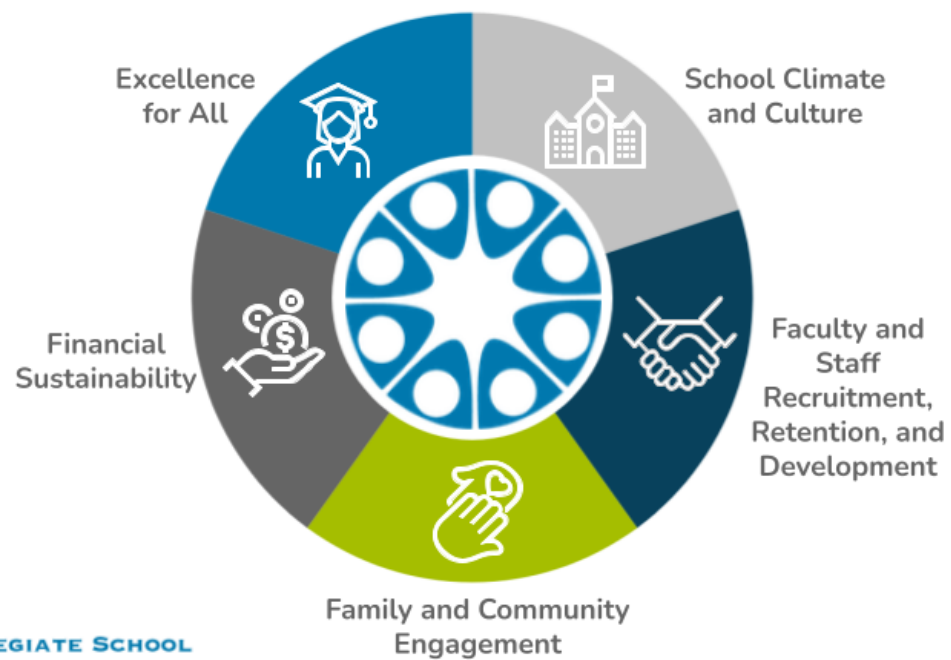 Excellence
for All
School Climate
and Culture
Financial
Sustainability
$
Faculty and
Staff
Recruitment,
Retention, and
Development
Family and Community
Engagement
EGIATE SCHOOL